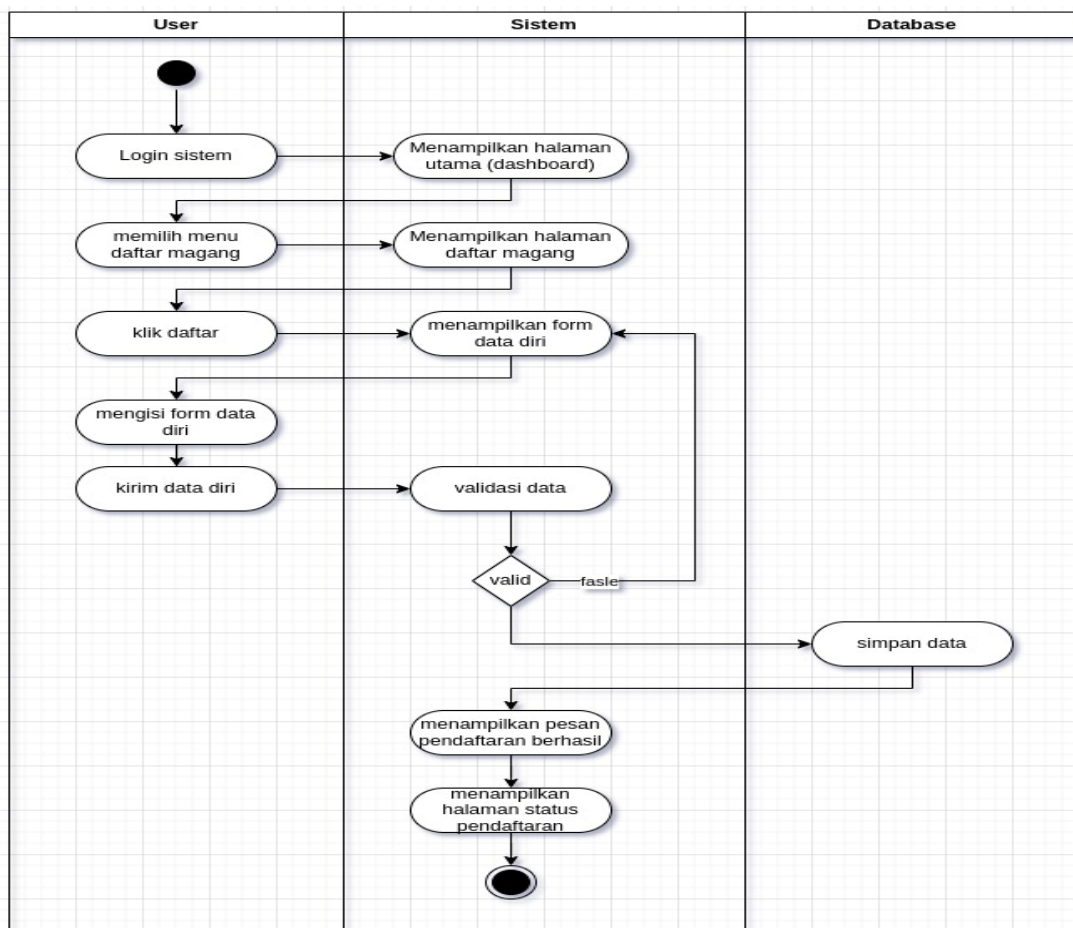 User
Sistem
Database
Login sistem
Menampilkan halaman
utama (dashboard)
memilih menu
daftar magang
Menampilkan halaman
daftar magang
klik daftar
menampilkan form
data diri
mengisi form data
diri
kirim data diri
validasi data
valid
fasle
simpan data
menampilkan pesan
pendaftaran berhasil
menampilkan
halaman status
pendaftaran